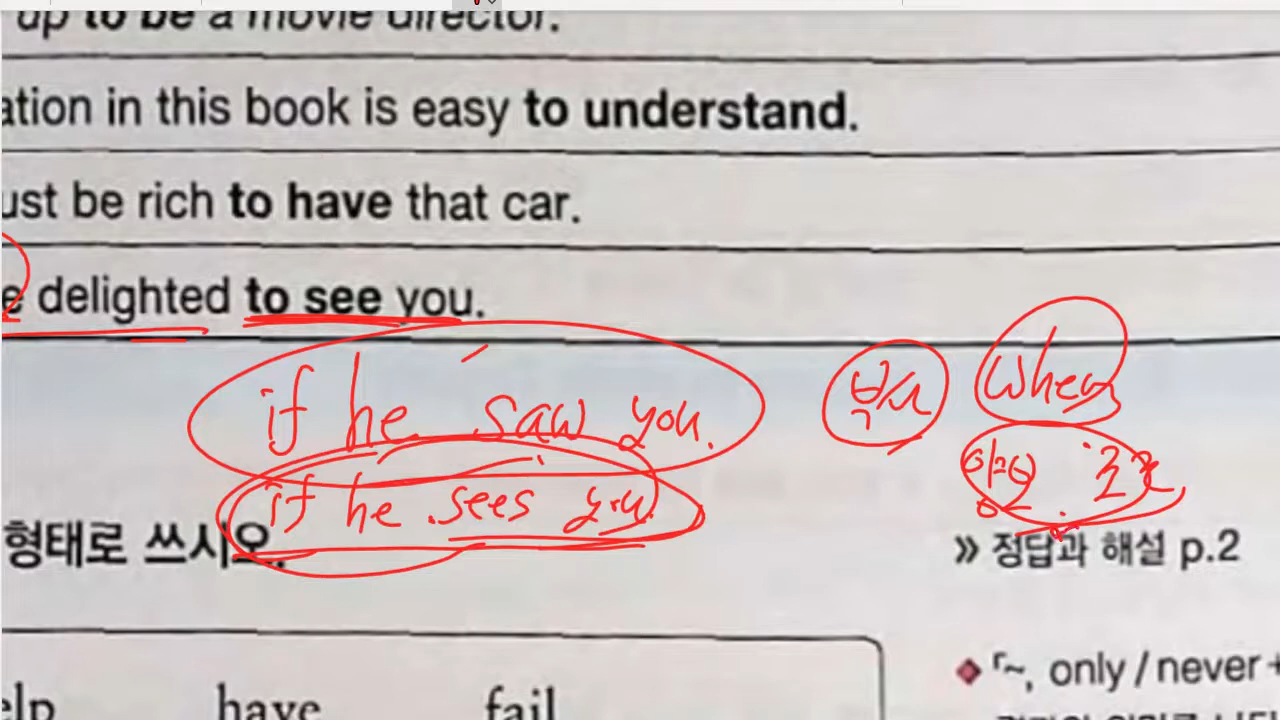 up to be a movie director.
ation in this book is easy to understand.
ust be rich to have that car.
e delighted to see you.
if he saw you.
부사
when
if he sees you.
형태로 쓰시오.
» 정답과 해설 p.2
「~, only / never +
elp have fail